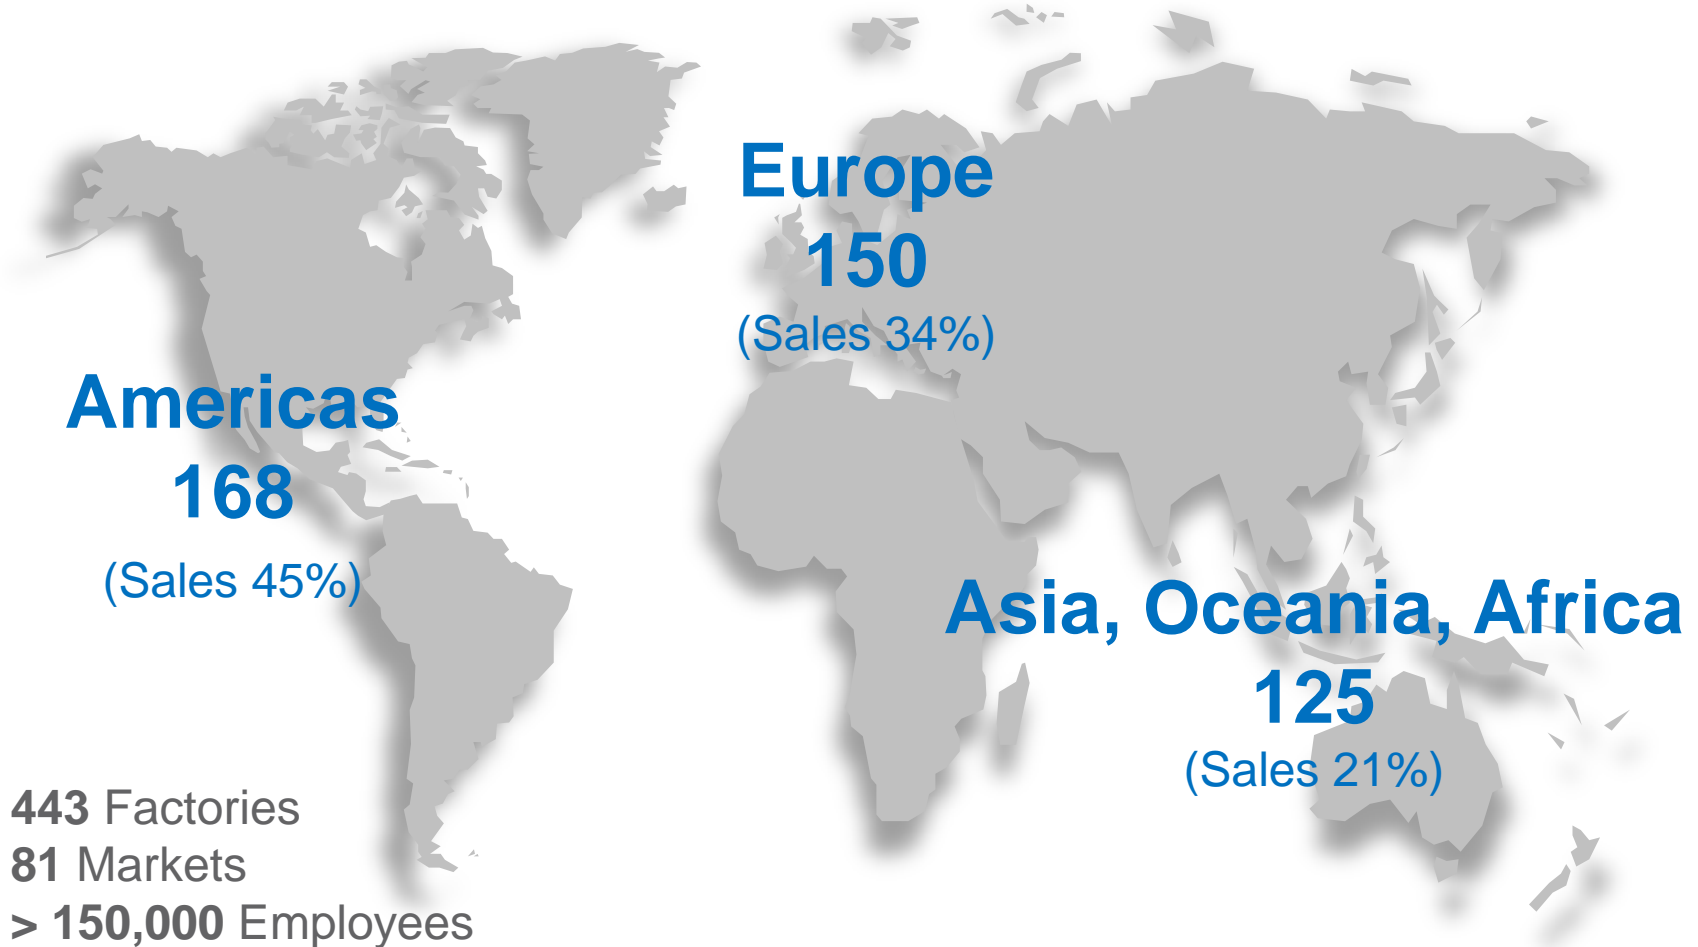 Europe
150
(Sales 34%)
Americas
168
(Sales 45%)
Asia, Oceania, Africa
125
(Sales 21%)
443 Factories
81 Markets
> 150,000 Employees